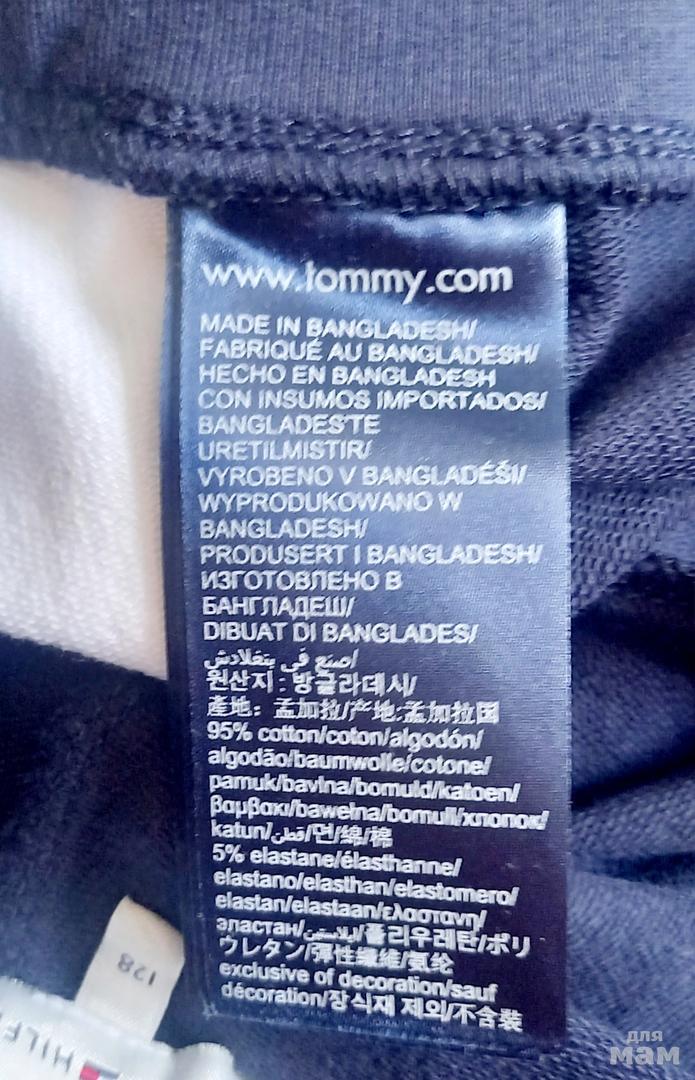 www.tommy.com
MADE IN BANGLADESH/
FABRIQUÉ AU BANGLADESH/
HECHO EN BANGLADESH
CON INSUMOS IMPORTADOS/
BANGLADES'TE
URETILMISTIR/
VYROBENO V BANGLADÉŠI/
WYPRODUKOWANO W
BANGLADESH/
PRODUSERT I BANGLADESH/
ИЗГОТОВЛЕНО В
БАНГЛАДЕШ/
DIBUAT DI BANGLADES/
صنع في بنغلادش/
원산지 : 방글라데시/
產地: 孟加拉/产地:孟加拉国
95% cotton/coton/algodón/
algodão/baumwolle/cotone/
pamuk/bavlna/bomuld/katoen/
βαμβακι/bawełna/bomull/хлопок/
katun/قطن/면/綿/棉
5% elastane/élasthanne/
elastano/elasthan/elastomero/
elastan/elastaan/ελαστανη/
эластан/ايلاستين/폴리우레탄/ポリ
ウレタン/彈性纖維/氨纶
exclusive of decoration/sauf
décoration/장식재 제외/不含裝
128
HILF
для
мам